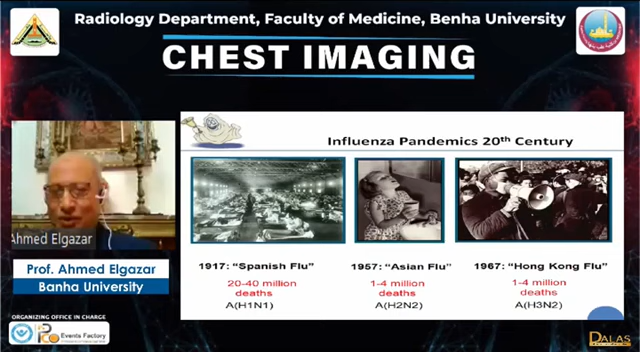 Radiology Department, Faculty of Medicine, Benha University
CHEST IMAGING
Influenza Pandemics 20th Century
1917: “Spanish Flu”
20-40 million
deaths
A(H1N1)
1957: “Asian Flu”
1-4 million
deaths
A(H2N2)
1967: “Hong Kong Flu”
1-4 million
deaths
A(H3N2)
Ahmed Elgazar
Prof. Ahmed Elgazar
Banha University
ORGANIZING OFFICE IN CHARGE
Events Factory
DALAS